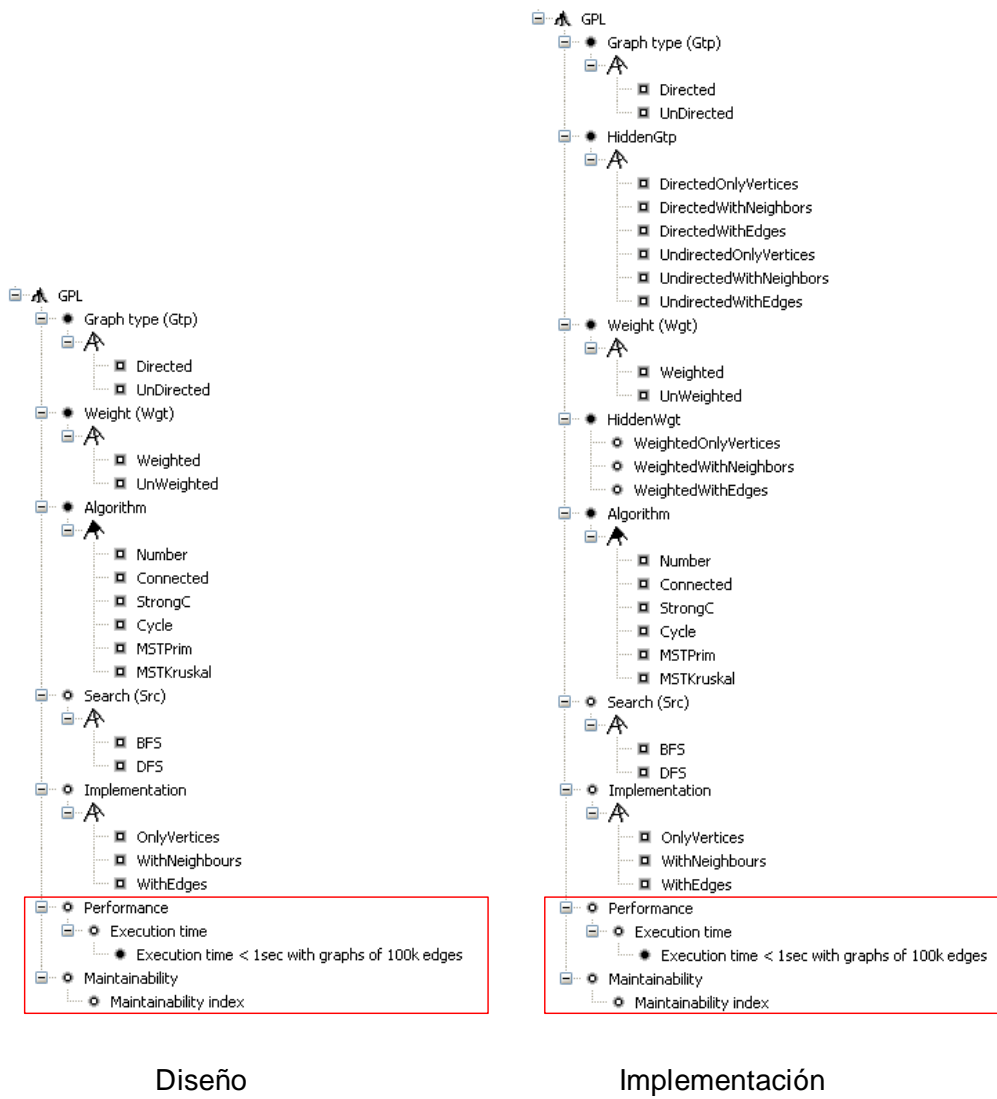 GPL
Graph type (Gtp)
Directed
UnDirected
Weight (Wgt)
Weighted
UnWeighted
Algorithm
Number
Connected
StrongC
Cycle
MSTPrim
MSTKruskal
Search (Src)
BFS
DFS
Implementation
OnlyVertices
WithNeighbours
WithEdges
Performance
Execution time
Execution time < 1sec with graphs of 100k edges
Maintainability
Maintainability index
Diseño
GPL
Graph type (Gtp)
Directed
UnDirected
HiddenGtp
DirectedOnlyVertices
DirectedWithNeighbors
DirectedWithEdges
UndirectedOnlyVertices
UndirectedWithNeighbors
UndirectedWithEdges
Weight (Wgt)
Weighted
UnWeighted
HiddenWgt
WeightedOnlyVertices
WeightedWithNeighbors
WeightedWithEdges
Algorithm
Number
Connected
StrongC
Cycle
MSTPrim
MSTKruskal
Search (Src)
BFS
DFS
Implementation
OnlyVertices
WithNeighbours
WithEdges
Performance
Execution time
Execution time < 1sec with graphs of 100k edges
Maintainability
Maintainability index
Implementación